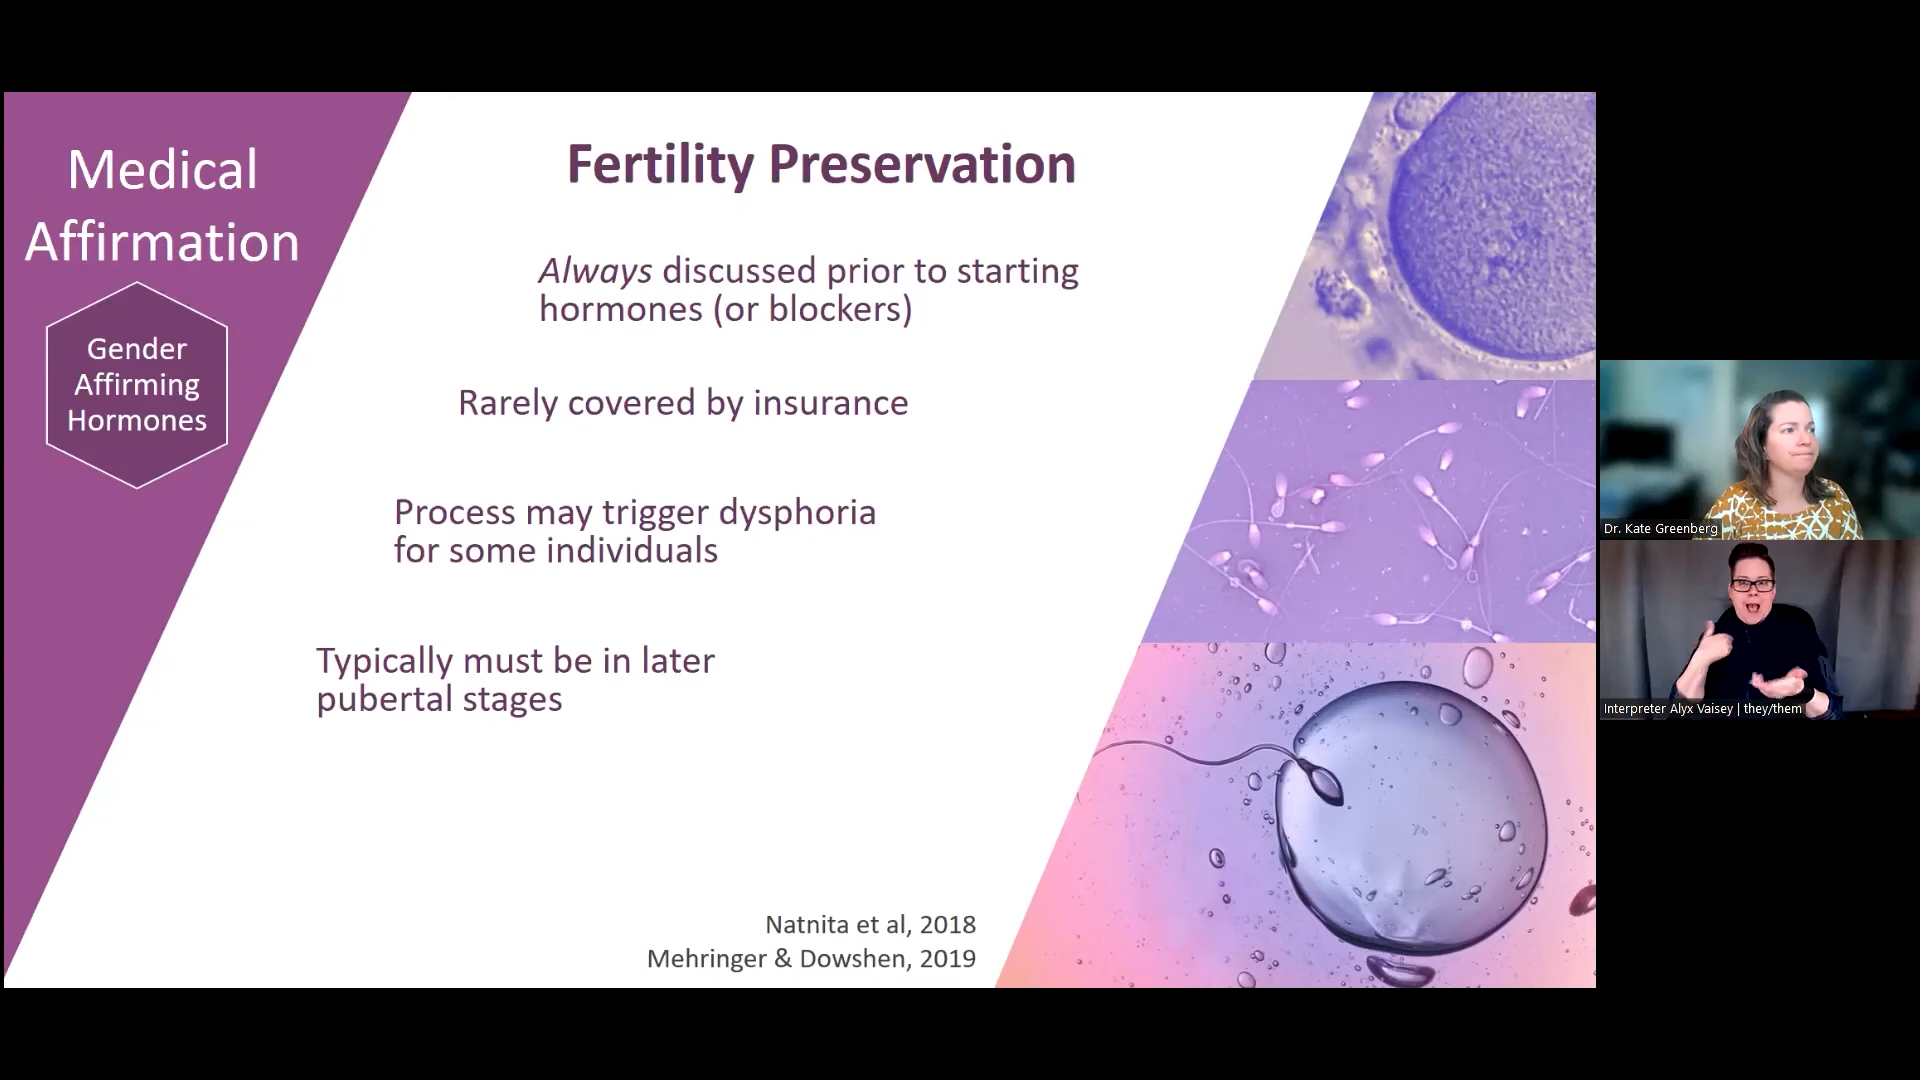 Medical
Affirmation
Gender
Affirming
Hormones
Fertility Preservation
Always discussed prior to starting
hormones (or blockers)
Rarely covered by insurance
Process may trigger dysphoria
for some individuals
Typically must be in later
pubertal stages
Natnita et al, 2018
Mehringer & Dowshen, 2019
Dr. Kate Greenberg
Interpreter Alyx Vaisey | they/them